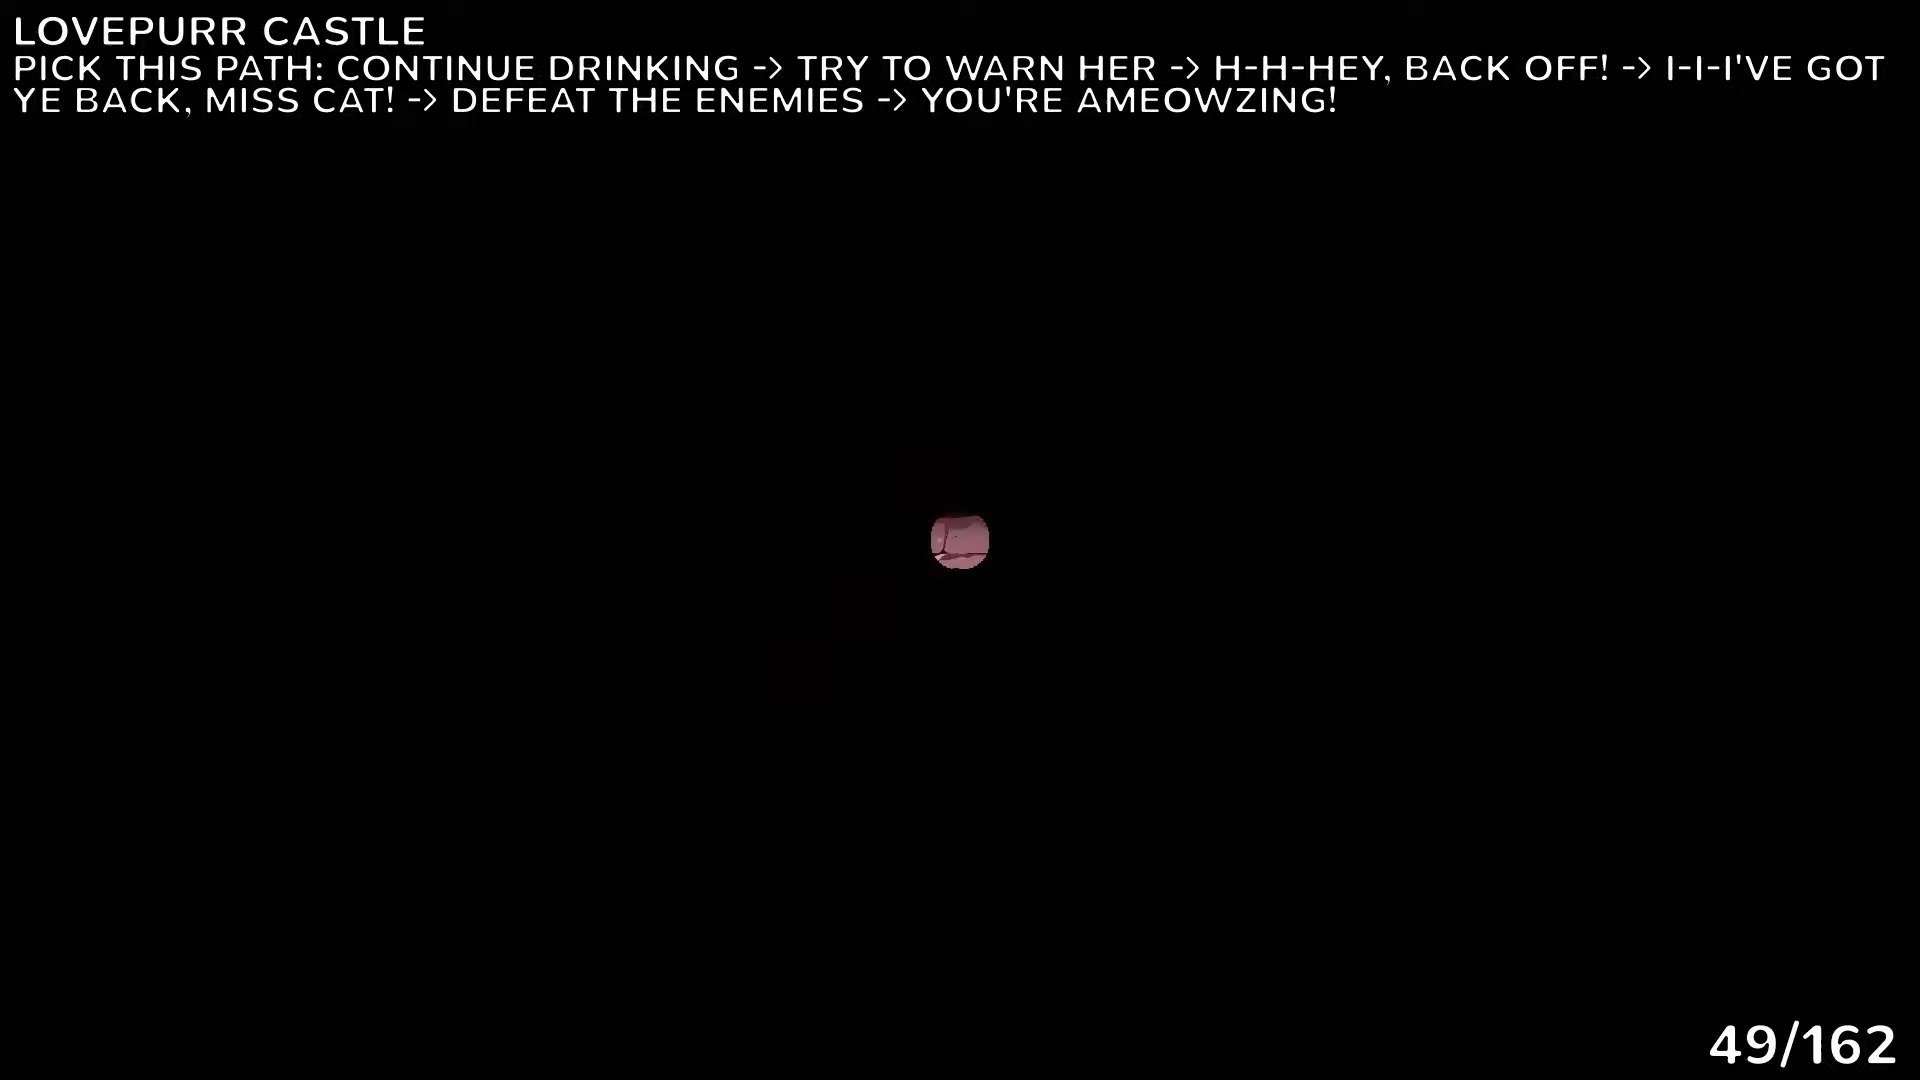 LOVEPURR CASTLE
PICK THIS PATH: CONTINUE DRINKING -> TRY TO WARN HER -> H-H-HEY, BACK OFF! -> I-I-I'VE GOT
YE BACK, MISS CAT! -> DEFEAT THE ENEMIES -> YOU'RE AMEOWZING!
49/162